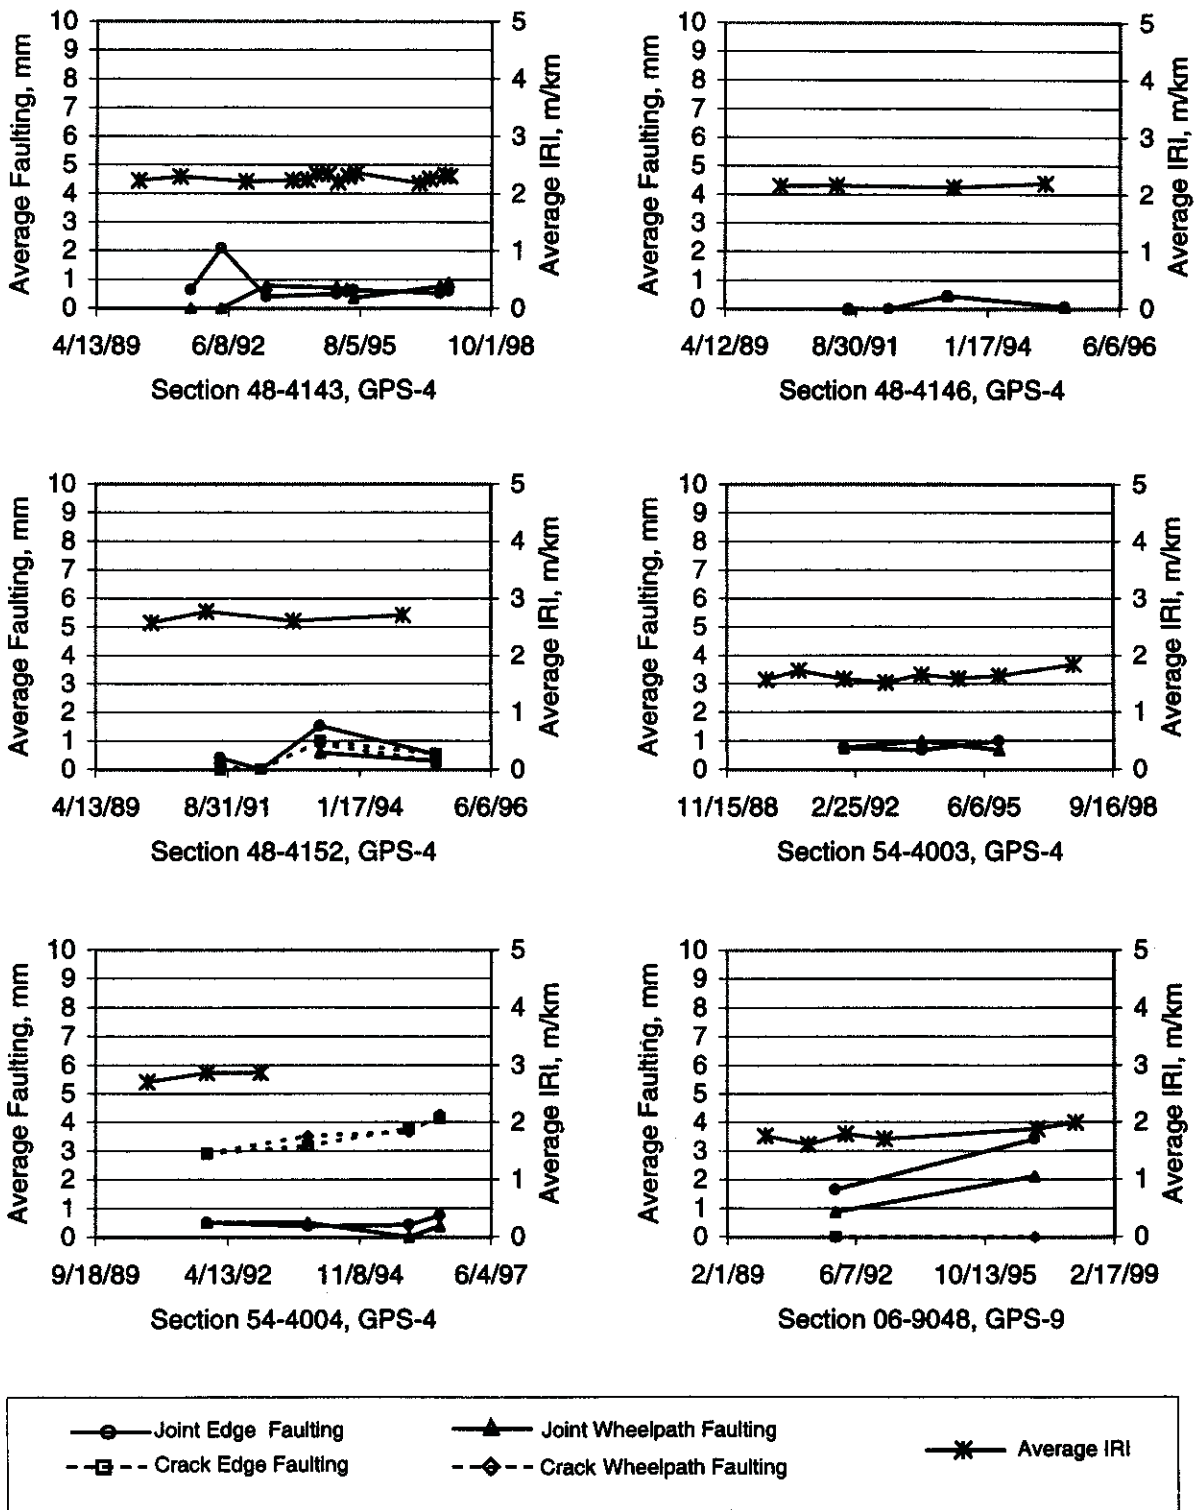 10 9 8 7 6 5 4 3 2 1 0
Average Faulting, mm
5 4 3 2 1 0
Average IRI, m/km
4/13/89 6/8/92 8/5/95 10/1/98
Section 48-4143, GPS-4
10 9 8 7 6 5 4 3 2 1 0
Average Faulting, mm
5 4 3 2 1 0
Average IRI, m/km
4/12/89 8/30/91 1/17/94 6/6/96
Section 48-4146, GPS-4
10 9 8 7 6 5 4 3 2 1 0
Average Faulting, mm
5 4 3 2 1 0
Average IRI, m/km
4/13/89 8/31/91 1/17/94 6/6/96
Section 48-4152, GPS-4
10 9 8 7 6 5 4 3 2 1 0
Average Faulting, mm
5 4 3 2 1 0
Average IRI, m/km
11/15/88 2/25/92 6/6/95 9/16/98
Section 54-4003, GPS-4
10 9 8 7 6 5 4 3 2 1 0
Average Faulting, mm
5 4 3 2 1 0
Average IRI, m/km
9/18/89 4/13/92 11/8/94 6/4/97
Section 54-4004, GPS-4
10 9 8 7 6 5 4 3 2 1 0
Average Faulting, mm
5 4 3 2 1 0
Average IRI, m/km
2/1/89 6/7/92 10/13/95 2/17/99
Section 06-9048, GPS-9
Joint Edge Faulting
Joint Wheelpath Faulting
Average IRI
Crack Edge Faulting
Crack Wheelpath Faulting